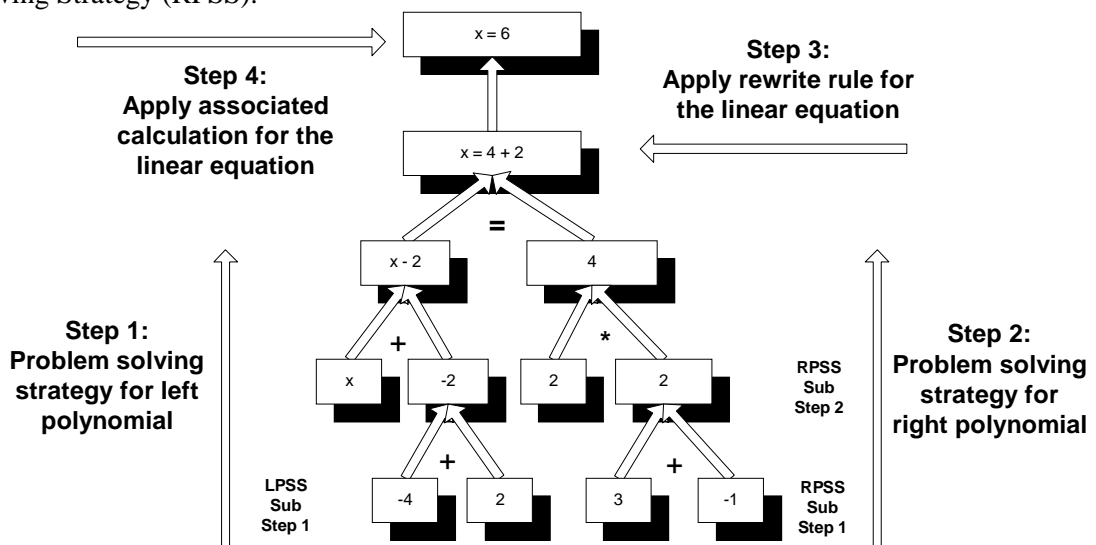 ving Strategy (RPSS).
x = 6
Step 4:
Apply associated
calculation for the
linear equation
Step 3:
Apply rewrite rule for
the linear equation
x = 4 + 2
=
x - 2
4
Step 1:
Problem solving
strategy for left
polynomial
+
*
x
-2
2
2
RPSS
Sub
Step 2
Step 2:
Problem solving
strategy for
right polynomial
+
+
LPSS
Sub
Step 1
-4
2
3
-1
RPSS
Sub
Step 1